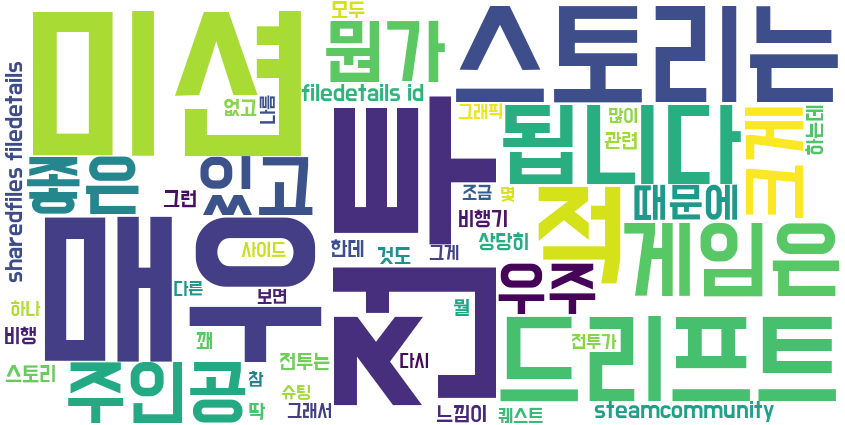 모두
미션
뭔가
스토리는
sharedfiles filedetails
filedetails id
없고
나름
그래픽
됩니다
많이
관련
크게
하는데
좋은
있고
그런
조금
몇
적
때문에
비행기
매우
사이드
한데
것도
그게
상당히
게임은
우주
다른
보면
하나
비행
꽤
뭘
드리프트
전투가
스토리
주인공
참
전투는
다시
슈팅
딱
그래서
느낌이
퀘스트
steamcommunity